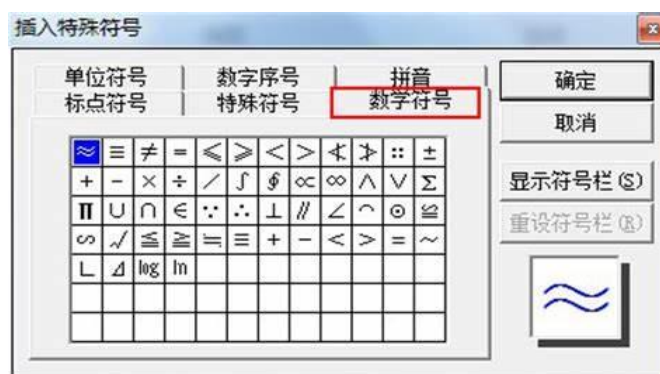 插入特殊符号
单位符号 数字序号 拼音
标点符号 特殊符号 数学符号
≈ ≡ ≠ = ≤ ≥ < > ≮ ≯ ∷ ±
+ － × ÷ ／ ∫ ∮ ∝ ∞ ∧ ∨ Σ
Π ∪ ∩ ∈ ∵ ∴ ⊥ ∥ ∠ ⌒ ⊙ ≌
∽ √ ≦ ≧ ≒ ≡ + － < > = ～
∟ ⊿ ㏒ ㏑
确定
取消
显示符号栏(S)
重设符号栏(R)
≈